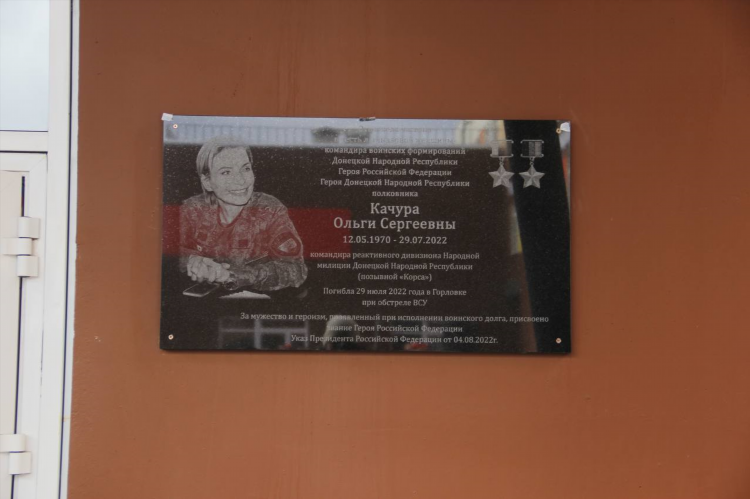 командира воинских формирований
Донецкой Народной Республики
Героя Российской Федерации
Героя Донецкой Народной Республики
полковника
Качура
Ольги Сергеевны
12.05.1970 - 29.07.2022
командира реактивного дивизиона Народной
милиции Донецкой Народной Республики
(позывной «Корса»)
Погибла 29 июля 2022 года в Горловке
при обстреле ВСУ
За мужество и героизм, проявленный при исполнении воинского долга, присвоено
звание Героя Российской Федерации
Указ Президента Российской Федерации от 04.08.2022г.